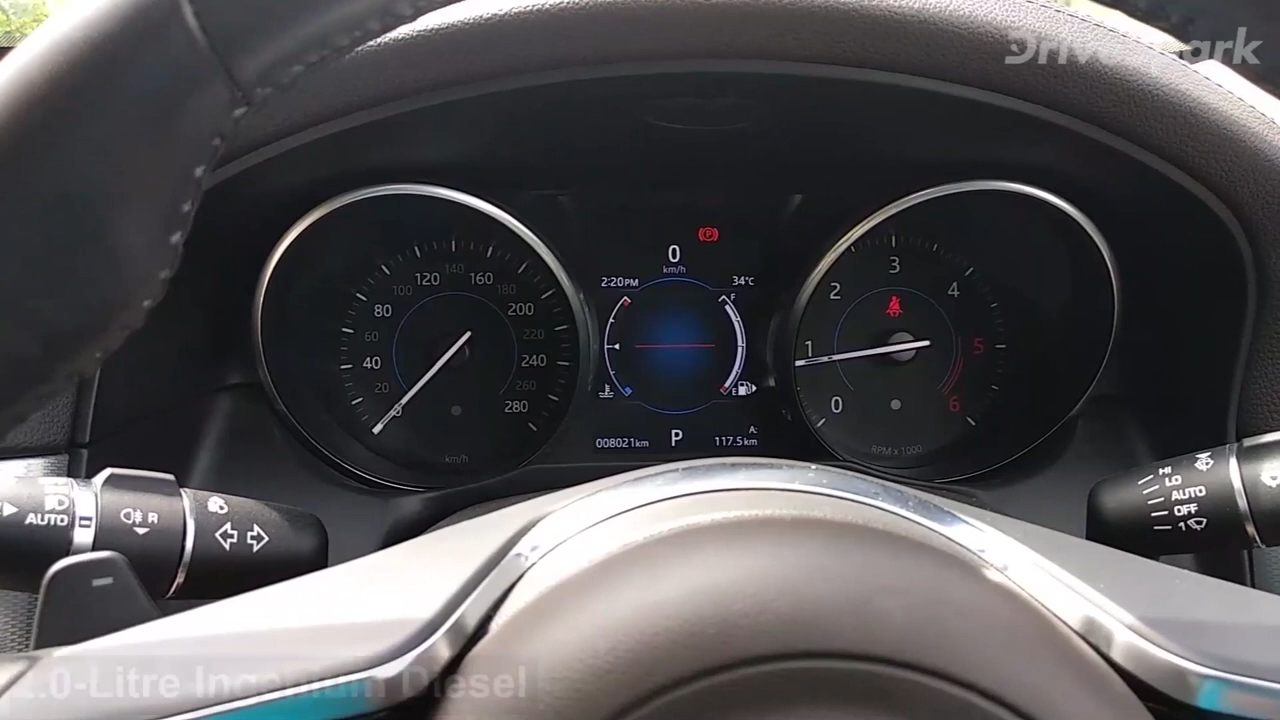 DriveSpark
0
km/h
2:20PM 34°C
F
E
008021km P A: 117.5km
0 20 40 60 80 100 120 140 160 180 200 220 240 260 280
km/h
0 1 2 3 4 5 6
RPM x 1000
AUTO
R
HI
LO
AUTO
OFF
1
2.0-Litre Ingenium Diesel